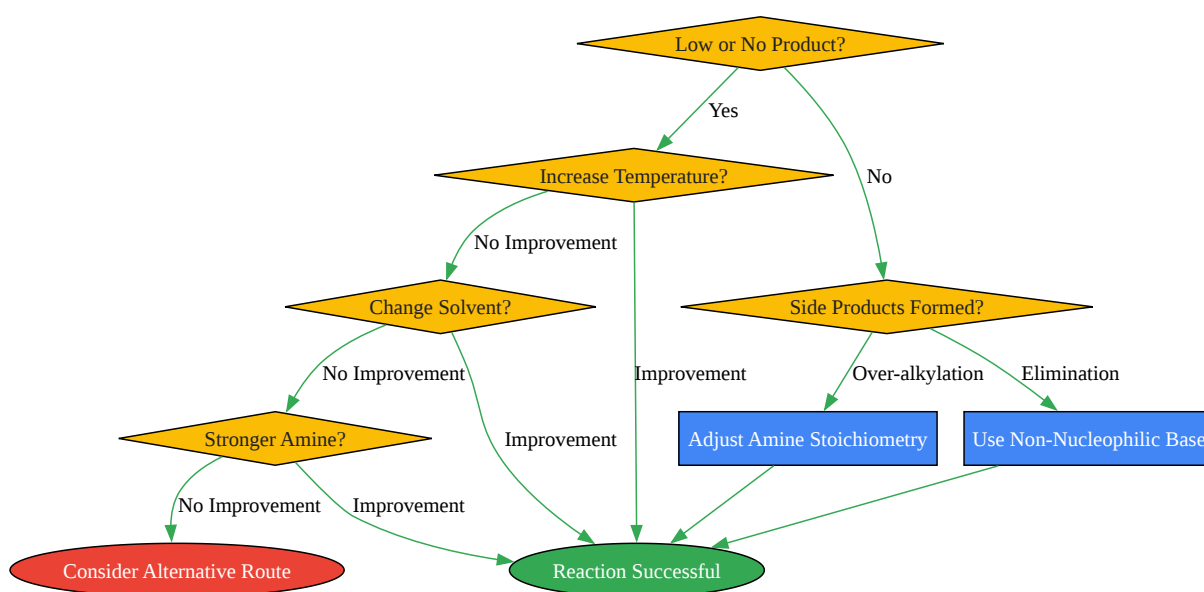 Low or No Product?
Yes
No
Increase Temperature?
No Improvement
Change Solvent?
Side Products Formed?
No Improvement
Improvement
Over-alkylation
Elimination
Stronger Amine?
Improvement
Adjust Amine Stoichiometry
Use Non-Nucleophilic Base
No Improvement
Improvement
Consider Alternative Route
Reaction Successful